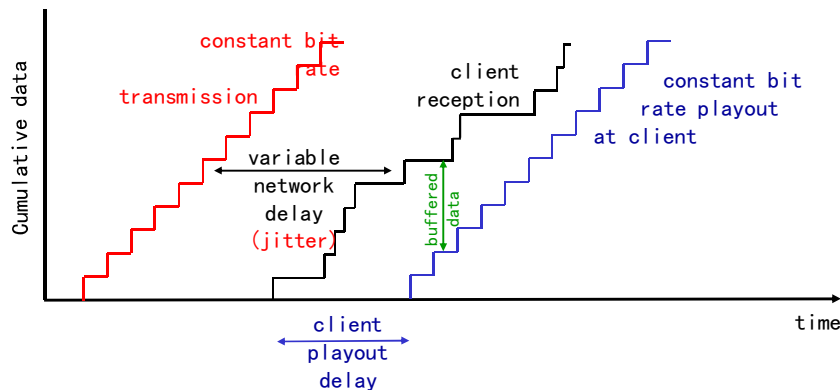 constant bit
ate
transmission
client
reception
constant bit
rate playout
at client
variable
network
delay
(jitter)
buffered
data
Cumulative data
time
client
playout
delay